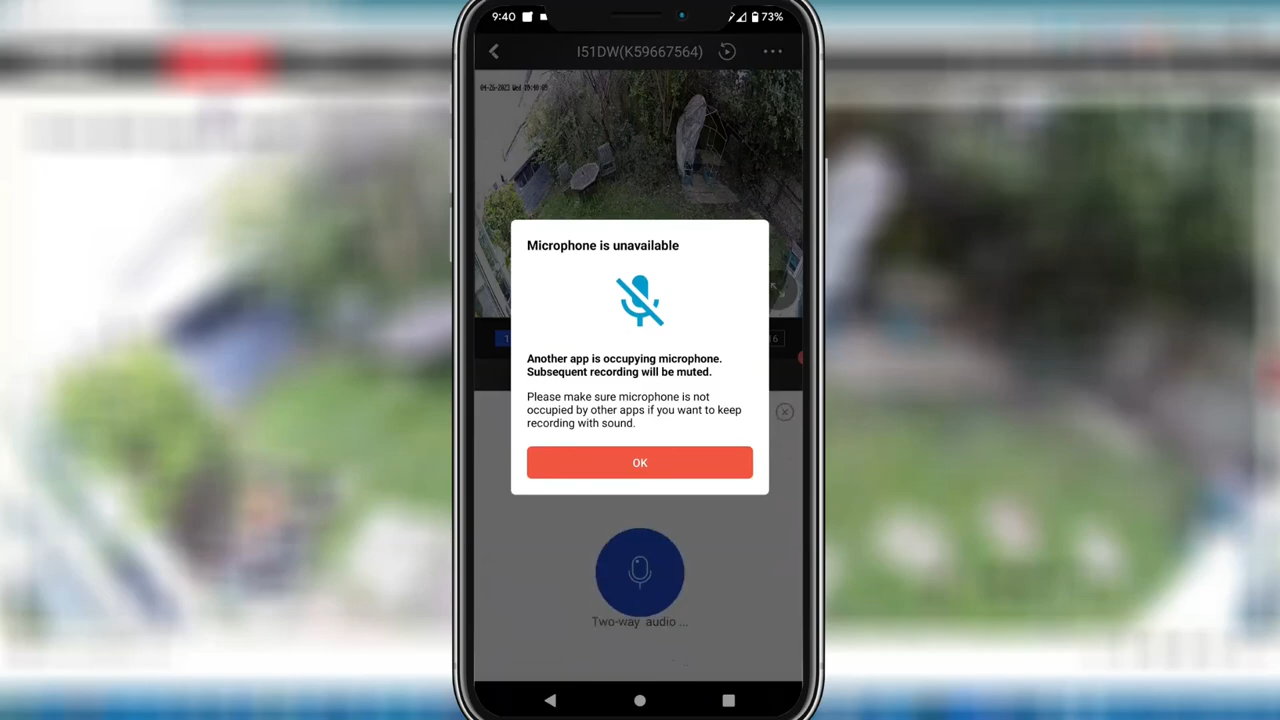 9:40
73%
I51DW(K59667564)
Microphone is unavailable
Another app is occupying microphone.
Subsequent recording will be muted.
Please make sure microphone is not
occupied by other apps if you want to keep
recording with sound.
OK
Two-way audio ...